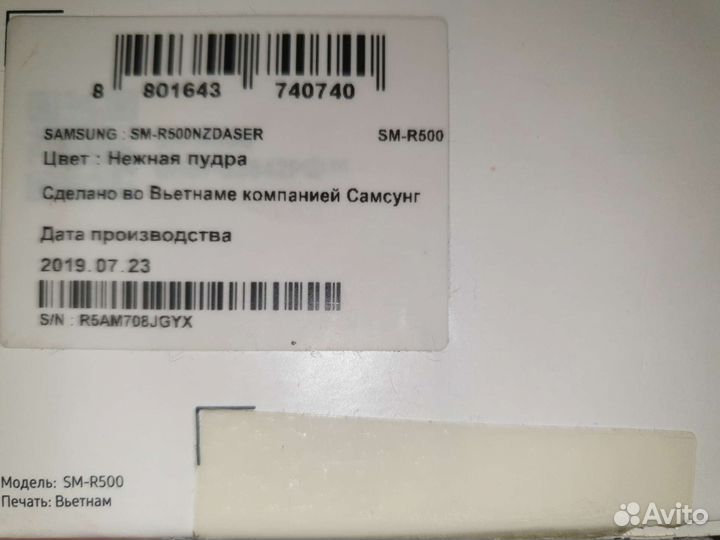 8 801643 740740
SAMSUNG : SM-R500NZDASER SM-R500
Цвет : Нежная пудра
Сделано во Вьетнаме компанией Самсунг
Дата производства
2019.07.23
S/N : R5AM708JGYX
Модель: SM-R500
Печать: Вьетнам
Avito